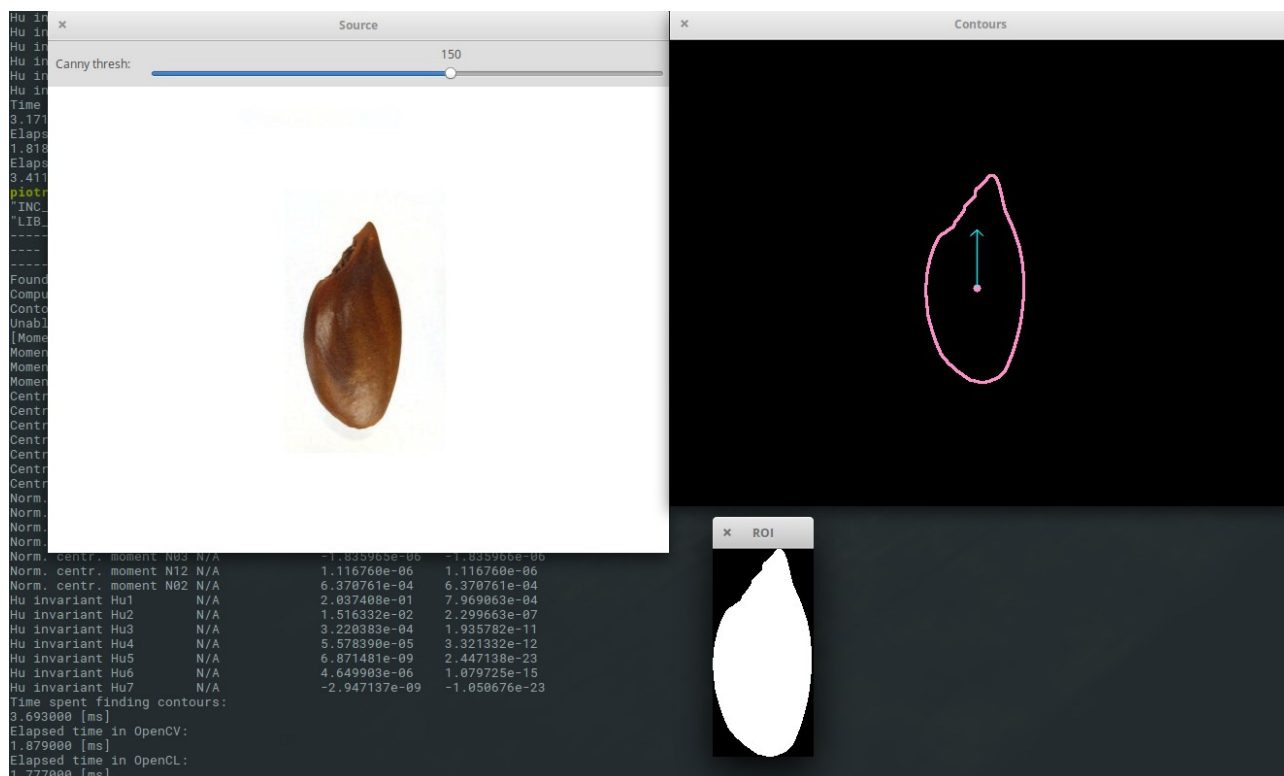 Hu in
Hu in
Hu in
Hu in
Hu in
Hu in
Time
3.171
Elaps
1.818
Elaps
3.411
piotr
"INC_
"LIB_
-----
----
-----
Found
Compu
Conto
Unabl
[Mome
Momen
Momen
Momen
Centr
Centr
Centr
Centr
Centr
Centr
Centr
Norm.
Norm.
Norm.
Norm.
Source
Canny thresh:
150
Contours
ROI
Norm. centr. moment N03 N/A -1.835965e-06 -1.835966e-06
Norm. centr. moment N12 N/A 1.116760e-06 1.116760e-06
Norm. centr. moment N02 N/A 6.370761e-04 6.370761e-04
Hu invariant Hu1 N/A 2.037408e-01 7.969063e-04
Hu invariant Hu2 N/A 1.516332e-02 2.299663e-07
Hu invariant Hu3 N/A 3.220383e-04 1.935782e-11
Hu invariant Hu4 N/A 5.578390e-05 3.321332e-12
Hu invariant Hu5 N/A 6.871481e-09 2.447138e-23
Hu invariant Hu6 N/A 4.649903e-06 1.079725e-15
Hu invariant Hu7 N/A -2.947137e-09 -1.050676e-23
Time spent finding contours:
3.693000 [ms]
Elapsed time in OpenCV:
1.879000 [ms]
Elapsed time in OpenCL:
1.777000 [ms]